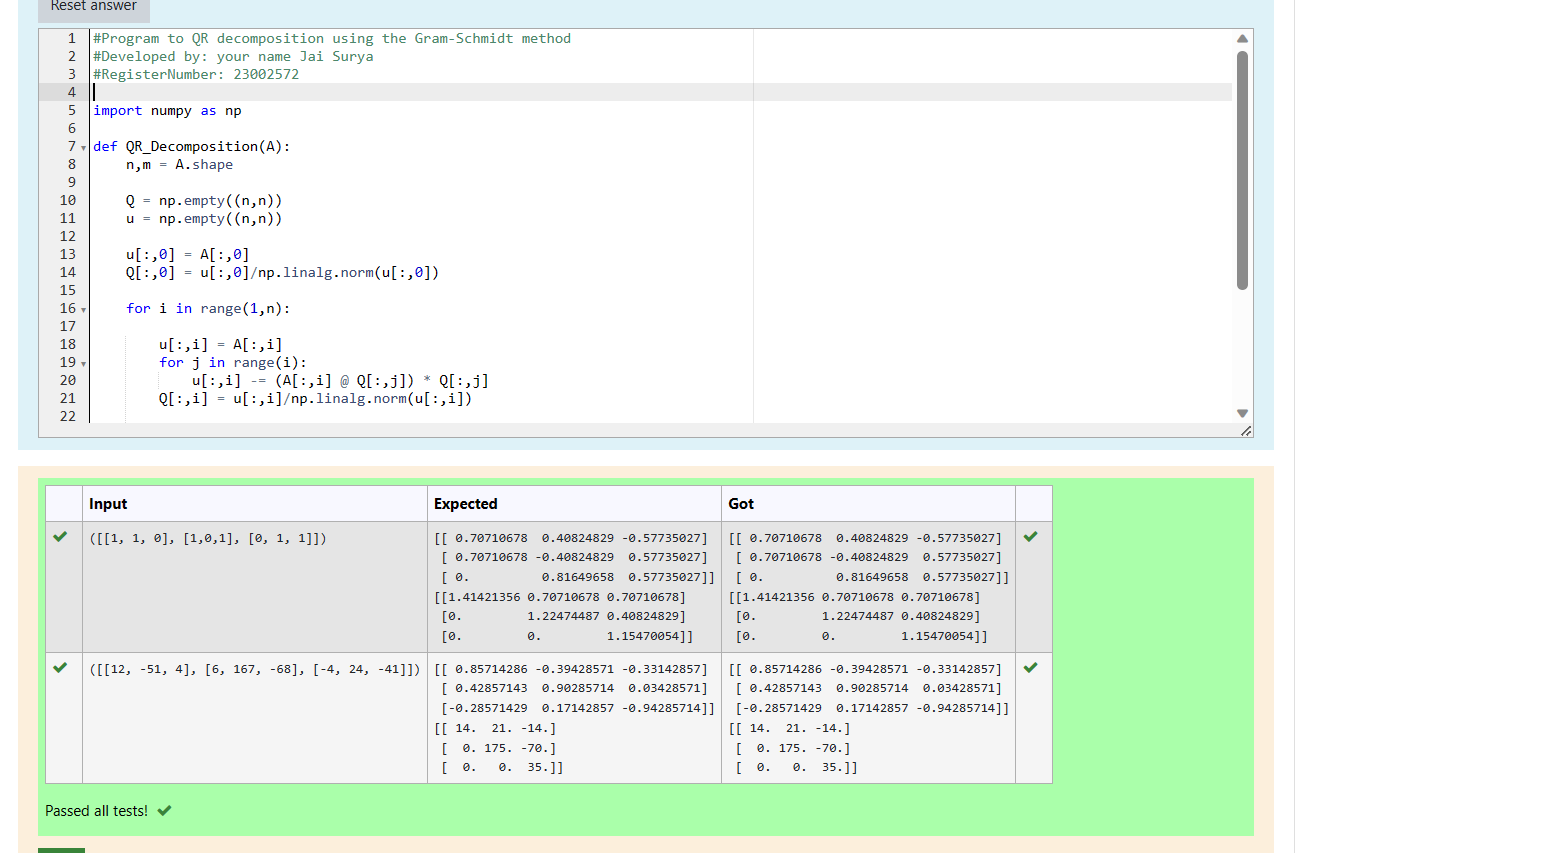 Reset answer
1 #Program to QR decomposition using the Gram-Schmidt method
2 #Developed by: your name Jai Surya
3 #RegisterNumber: 23002572
4
5 import numpy as np
6
7 def QR_Decomposition(A):
8     n,m = A.shape
9
10     Q = np.empty((n,n))
11     u = np.empty((n,n))
12
13     u[:,0] = A[:,0]
14     Q[:,0] = u[:,0]/np.linalg.norm(u[:,0])
15
16     for i in range(1,n):
17
18         u[:,i] = A[:,i]
19         for j in range(i):
20             u[:,i] -= (A[:,i] @ Q[:,j]) * Q[:,j]
21         Q[:,i] = u[:,i]/np.linalg.norm(u[:,i])
22
Input Expected Got
([[1, 1, 0], [1,0,1], [0, 1, 1]]) [[ 0.70710678  0.40824829 -0.57735027] [[ 0.70710678  0.40824829 -0.57735027]
[ 0.70710678 -0.40824829  0.57735027] [ 0.70710678 -0.40824829  0.57735027]
[ 0.          0.81649658  0.57735027]] [ 0.          0.81649658  0.57735027]]
[[1.41421356 0.70710678 0.70710678] [[1.41421356 0.70710678 0.70710678]
[0.         1.22474487 0.40824829] [0.         1.22474487 0.40824829]
[0.         0.         1.15470054]] [0.         0.         1.15470054]]
([[12, -51, 4], [6, 167, -68], [-4, 24, -41]]) [[ 0.85714286 -0.39428571 -0.33142857] [[ 0.85714286 -0.39428571 -0.33142857]
[ 0.42857143  0.90285714  0.03428571] [ 0.42857143  0.90285714  0.03428571]
[-0.28571429  0.17142857 -0.94285714]] [-0.28571429  0.17142857 -0.94285714]]
[[ 14.  21. -14.] [[ 14.  21. -14.]
[  0. 175. -70.] [  0. 175. -70.]
[  0.   0.  35.]] [  0.   0.  35.]]
Passed all tests!